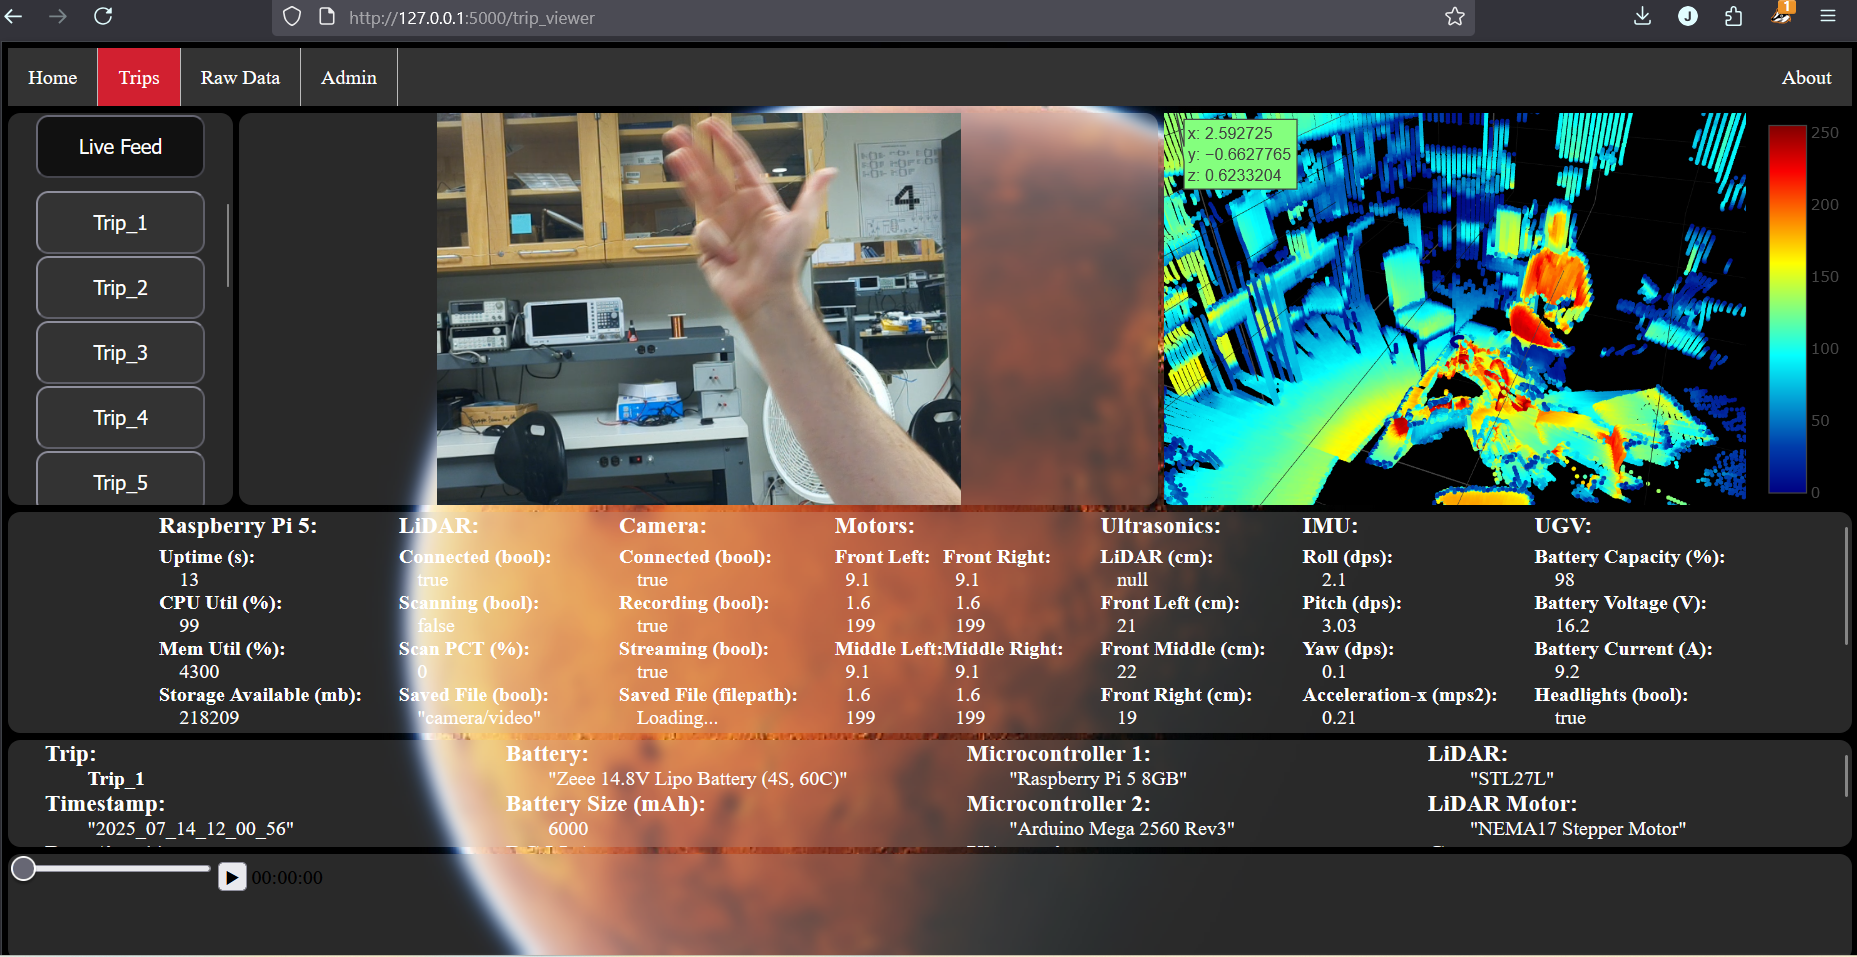 http://127.0.0.1:5000/trip_viewer
J
1
Home
Trips
Raw Data
Admin
About
Live Feed
Trip_1
Trip_2
Trip_3
Trip_4
Trip_5
4
x: 2.592725
y: −0.6627765
z: 0.6233204
250
200
150
100
50
0
Raspberry Pi 5:
Uptime (s):
13
CPU Util (%):
99
Mem Util (%):
4300
Storage Available (mb):
218209
LiDAR:
Connected (bool):
true
Scanning (bool):
false
Scan PCT (%):
0
Saved File (bool):
"camera/video"
Camera:
Connected (bool):
true
Recording (bool):
true
Streaming (bool):
true
Saved File (filepath):
Loading...
Motors:
Front Left: Front Right:
9.1 9.1
1.6 1.6
199 199
Middle Left:Middle Right:
9.1 9.1
1.6 1.6
199 199
Ultrasonics:
LiDAR (cm):
null
Front Left (cm):
21
Front Middle (cm):
22
Front Right (cm):
19
IMU:
Roll (dps):
2.1
Pitch (dps):
3.03
Yaw (dps):
0.1
Acceleration-x (mps2):
0.21
UGV:
Battery Capacity (%):
98
Battery Voltage (V):
16.2
Battery Current (A):
9.2
Headlights (bool):
true
Trip:
Trip_1
Timestamp:
"2025_07_14_12_00_56"
Battery:
"Zeee 14.8V Lipo Battery (4S, 60C)"
Battery Size (mAh):
6000
Microcontroller 1:
"Raspberry Pi 5 8GB"
Microcontroller 2:
"Arduino Mega 2560 Rev3"
LiDAR:
"STL27L"
LiDAR Motor:
"NEMA17 Stepper Motor"
00:00:00